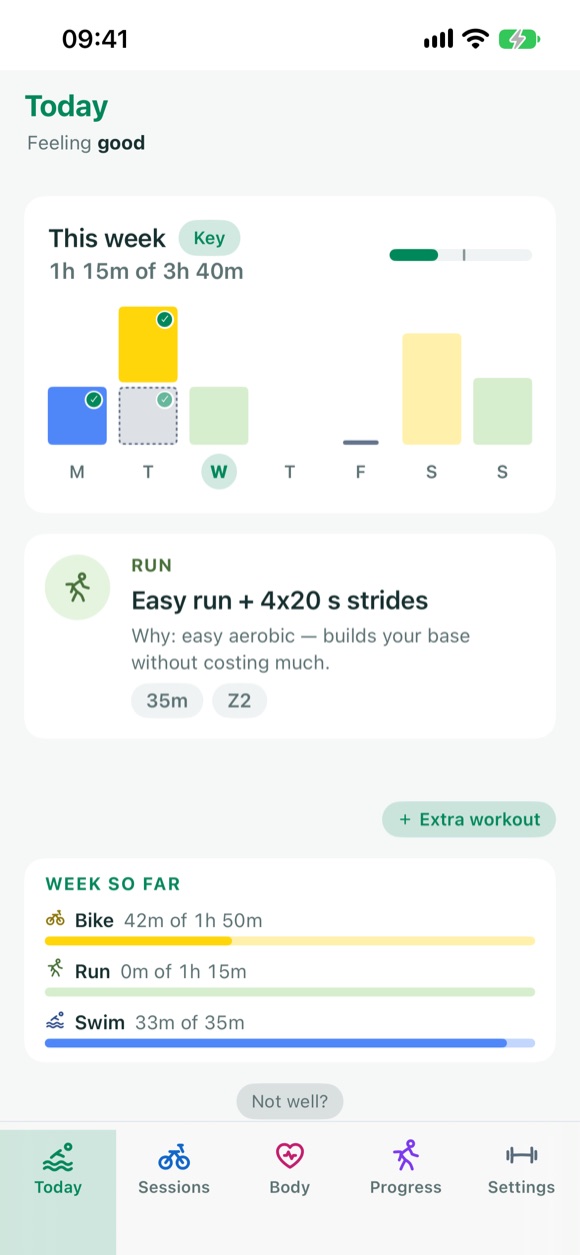 09:41
Today
Feeling good
This week Key
1h 15m of 3h 40m
M T W T F S S
RUN
Easy run + 4x20 s strides
Why: easy aerobic — builds your base
without costing much.
35m Z2
+ Extra workout
WEEK SO FAR
Bike 42m of 1h 50m
Run 0m of 1h 15m
Swim 33m of 35m
Not well?
Today Sessions Body Progress Settings